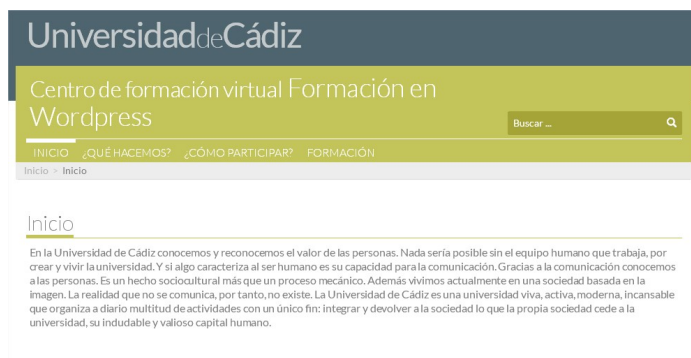 UniversidaddeCádiz
Centro de formación virtual Formación en
Wordpress
Buscar ...
INICIO ¿QUÉ HACEMOS? ¿CÓMO PARTICIPAR? FORMACIÓN
Inicio » Inicio
Inicio
En la Universidad de Cádiz conocemos y reconocemos el valor de las personas. Nada sería posible sin el equipo humano que trabaja, por
crear y vivir la universidad. Y si algo caracteriza al ser humano es su capacidad para la comunicación. Gracias a la comunicación conocemos
a las personas. Es un hecho sociocultural más que un proceso mecánico. Además vivimos actualmente en una sociedad basada en la
imagen. La realidad que no se comunica, por tanto, no existe. La Universidad de Cádiz es una universidad viva, activa, moderna, incansable
que organiza a diario multitud de actividades con un único fin: integrar y devolver a la sociedad lo que la propia sociedad cede a la
universidad, su indudable y valioso capital humano.